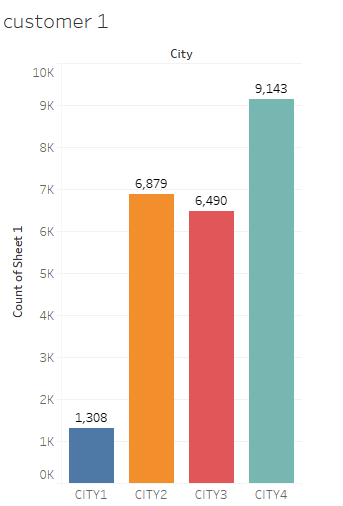 customer 1
City
10K
9K
8K
7K
6K
5K
4K
3K
2K
1K
0K
Count of Sheet 1
1,308
6,879
6,490
9,143
CITY1 CITY2 CITY3 CITY4